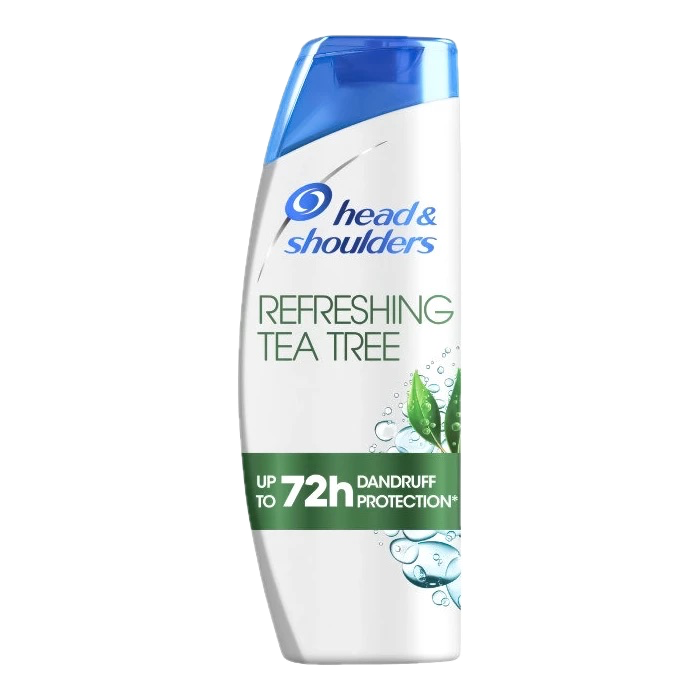 head &
shoulders
REFRESHING
TEA TREE
UP TO 72h DANDRUFF PROTECTION*